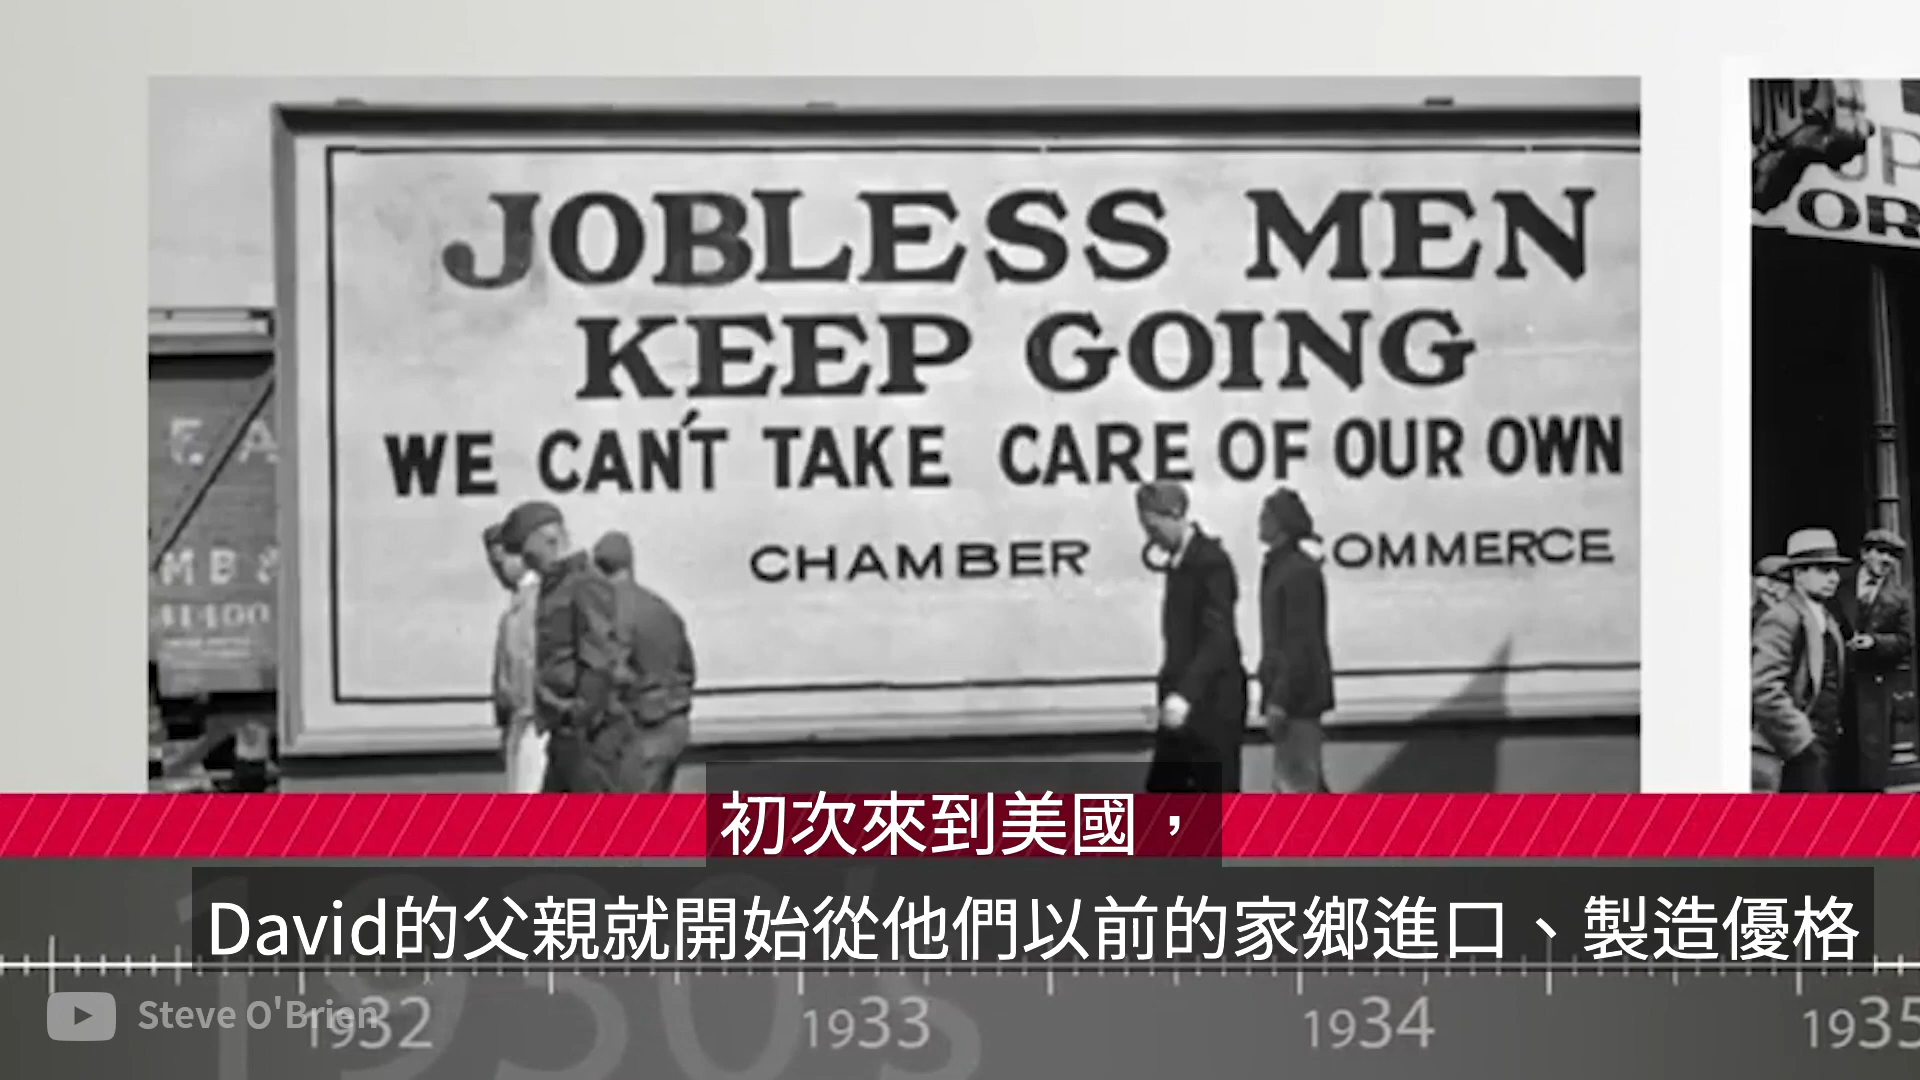 JOBLESS MEN
KEEP GOING
WE CAN'T TAKE CARE OF OUR OWN
CHAMBER OMMERCE
OR
初次來到美國，
David的父親就開始從他們以前的家鄉進口、製造優格
1930's
Steve O'Brien
1932
1933
1934
1935